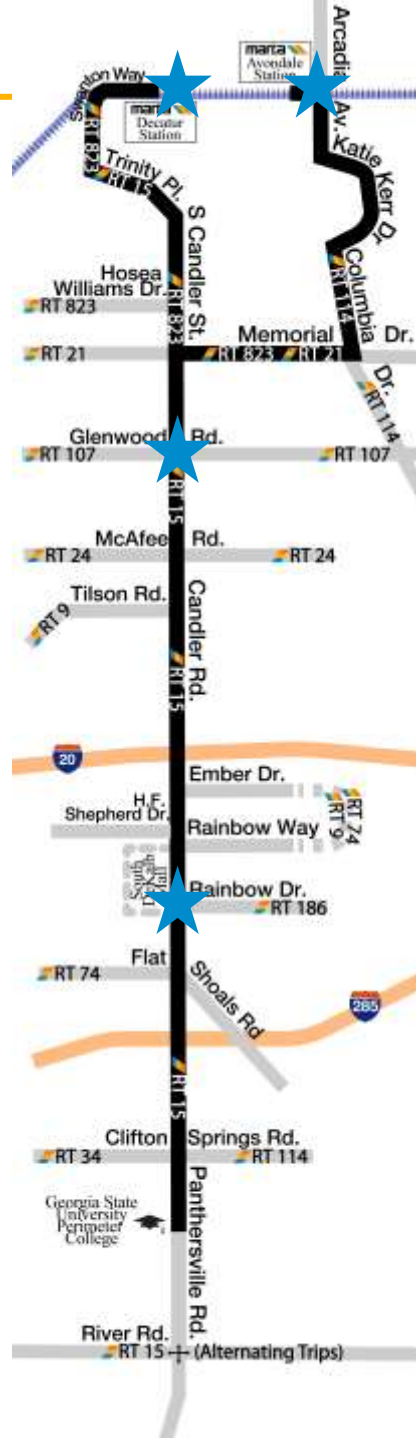 marta
Avondale
Station
Arcadia Av.
Swanton Way
marta
Decatur
Station
RT 823
Trinity Pl.
RT 15
Katie Kerr Dr.
S Candler St.
Columbia
Dr.
RT 114
Hosea
Williams Dr.
RT 823
RT 823
Memorial Dr.
RT 21
RT 823
RT 21
RT 114
Glenwood Rd.
RT 107
RT 107
RT 15
McAfee Rd.
RT 24
RT 24
Tilson Rd.
RT 9
Candler Rd.
RT 15
20
Ember Dr.
H.F.
Shepherd Dr.
Rainbow Way
RT 9
RT 74
South
DeKalb
Mall
Rainbow Dr.
RT 186
Flat
Shoals Rd
RT 74
285
RT 15
Clifton Springs Rd.
RT 34
RT 114
Georgia State
University
Perimeter
College
Panthersville Rd.
River Rd.
RT 15
(Alternating Trips)